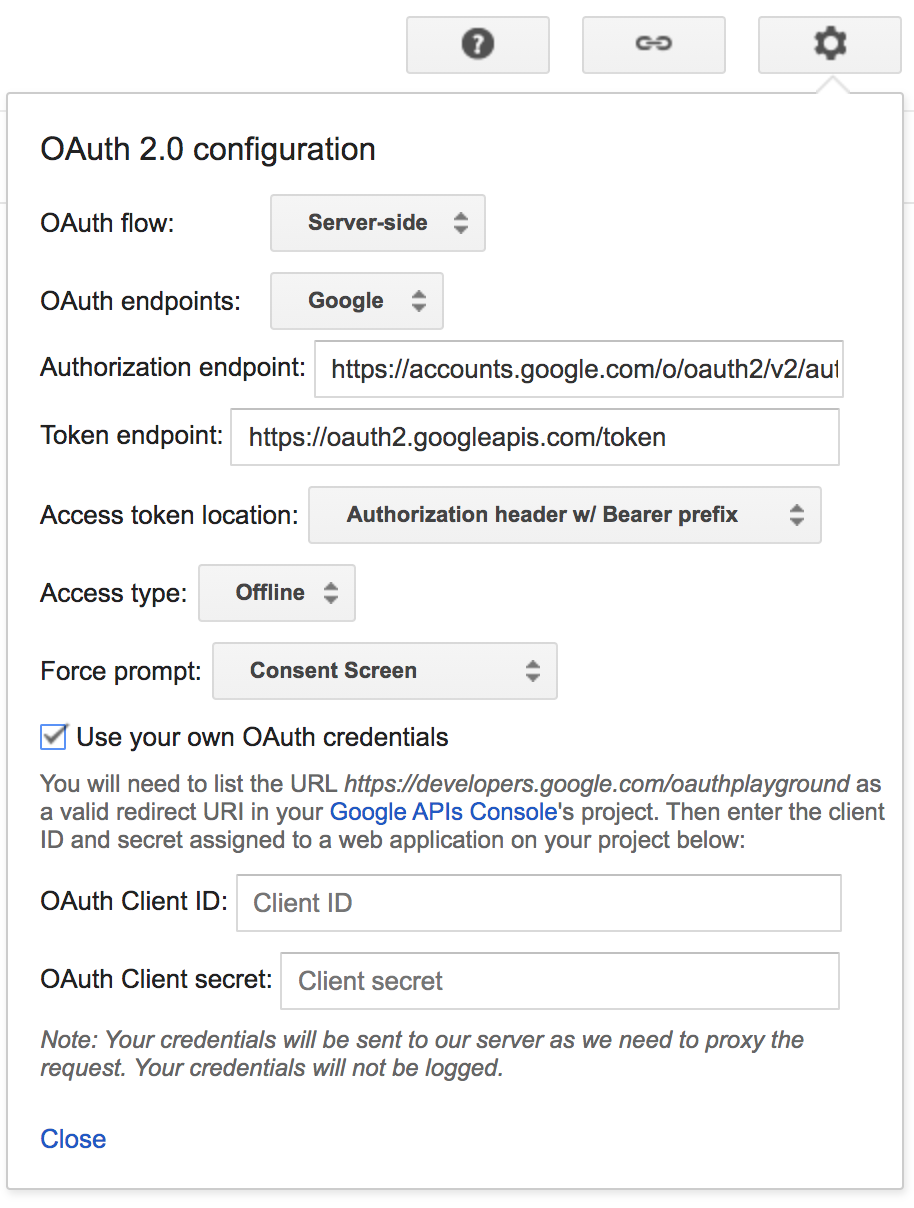 ?
OAuth 2.0 configuration
OAuth flow: Server-side
OAuth endpoints: Google
Authorization endpoint: https://accounts.google.com/o/oauth2/v2/aut
Token endpoint: https://oauth2.googleapis.com/token
Access token location: Authorization header w/ Bearer prefix
Access type: Offline
Force prompt: Consent Screen
Use your own OAuth credentials
You will need to list the URL https://developers.google.com/oauthplayground as
a valid redirect URI in your Google APIs Console's project. Then enter the client
ID and secret assigned to a web application on your project below:
OAuth Client ID: Client ID
OAuth Client secret: Client secret
Note: Your credentials will be sent to our server as we need to proxy the
request. Your credentials will not be logged.
Close